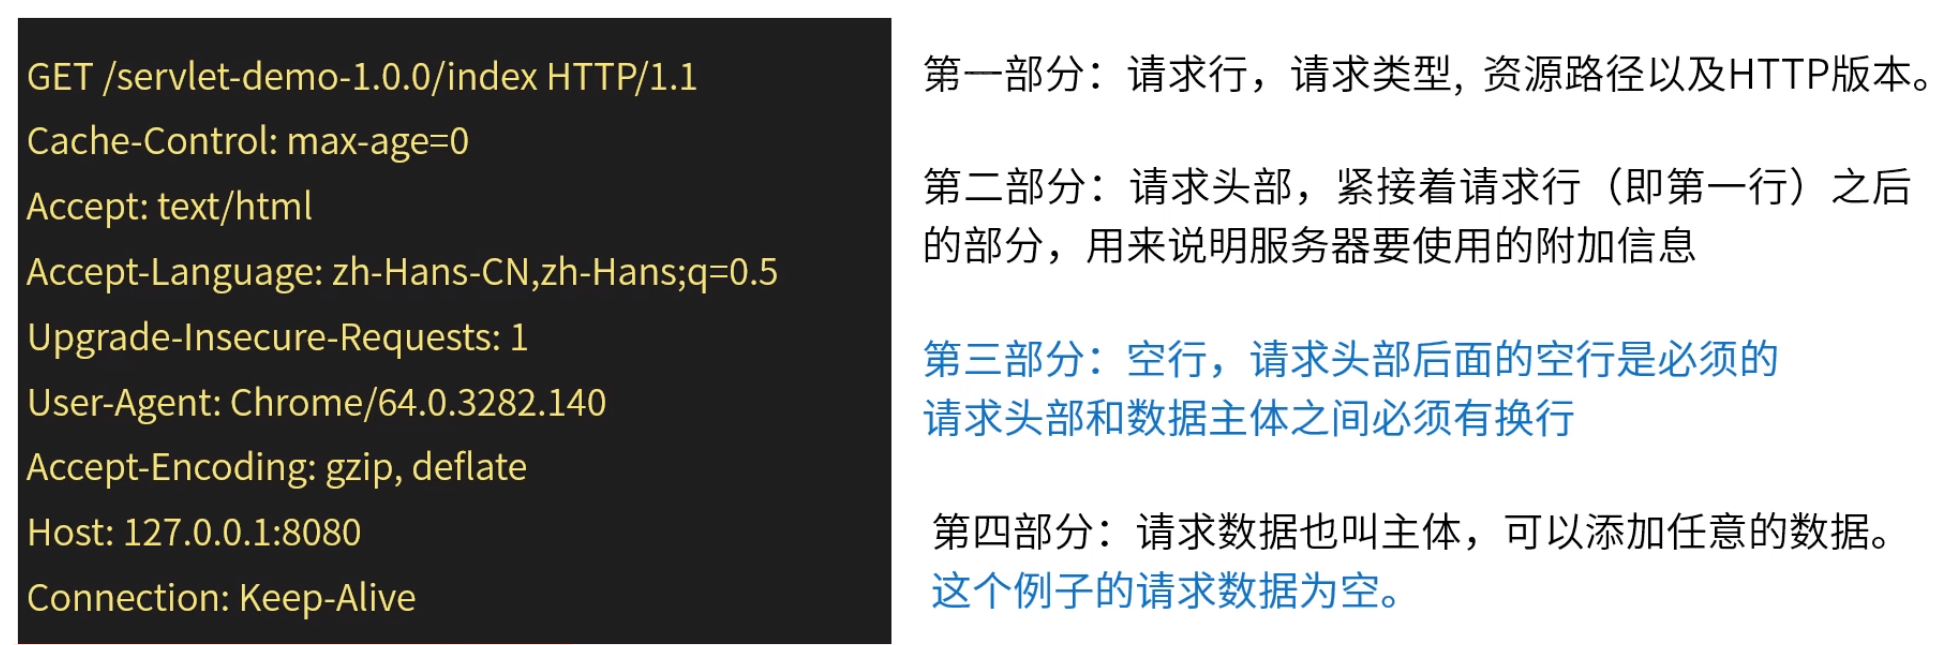 GET /servlet-demo-1.0.0/index HTTP/1.1
Cache-Control: max-age=0
Accept: text/html
Accept-Language: zh-Hans-CN,zh-Hans;q=0.5
Upgrade-Insecure-Requests: 1
User-Agent: Chrome/64.0.3282.140
Accept-Encoding: gzip, deflate
Host: 127.0.0.1:8080
Connection: Keep-Alive
第一部分：请求行，请求类型, 资源路径以及HTTP版本。
第二部分：请求头部，紧接着请求行（即第一行）之后
的部分，用来说明服务器要使用的附加信息
第三部分：空行，请求头部后面的空行是必须的
请求头部和数据主体之间必须有换行
第四部分：请求数据也叫主体，可以添加任意的数据。
这个例子的请求数据为空。